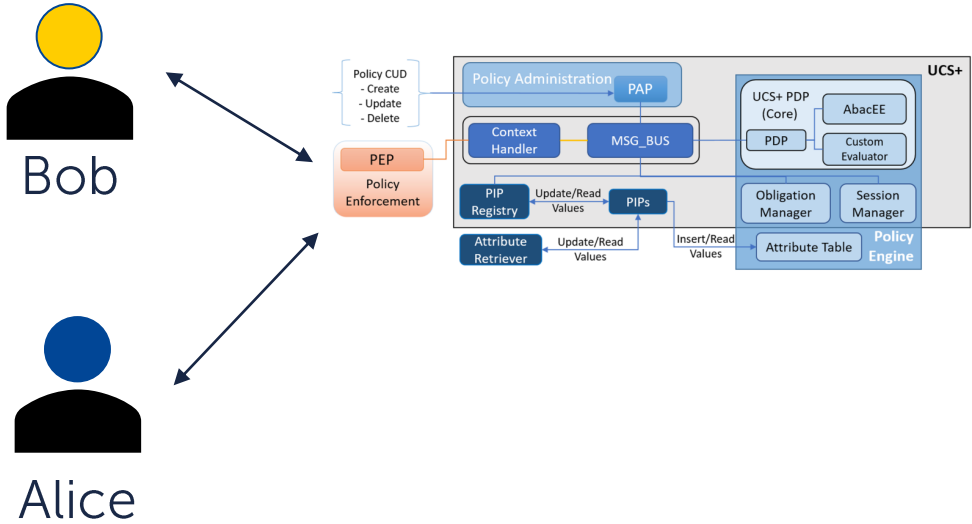 Bob
Alice
Policy CUD
- Create
- Update
- Delete
PEP
Policy
Enforcement
UCS+
Policy Administration
PAP
Context
Handler
MSG_BUS
UCS+ PDP
(Core)
PDP
AbacEE
Custom
Evaluator
PIP
Registry
Update/Read
Values
PIPs
Obligation
Manager
Session
Manager
Attribute
Retriever
Update/Read
Values
Insert/Read
Values
Attribute Table
Policy
Engine